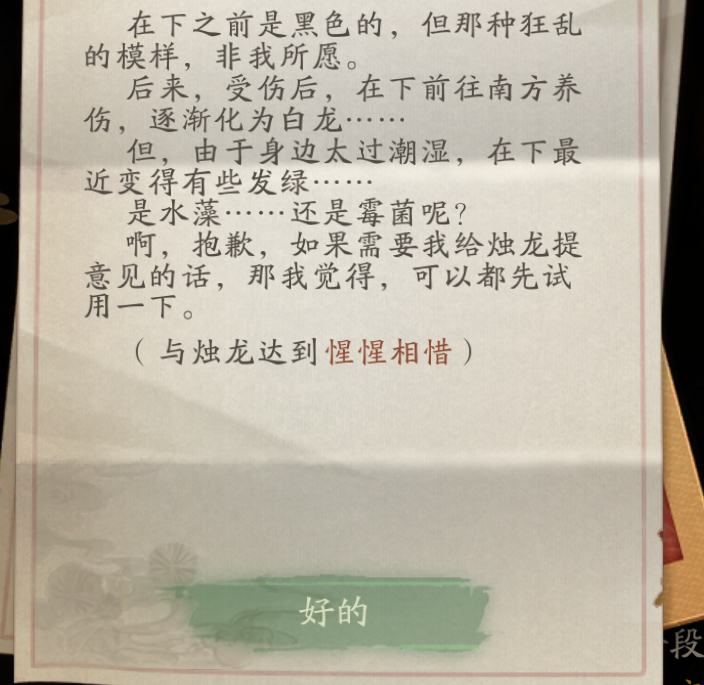 在下之前是黑色的，但那种狂乱
的模样，非我所愿。
后来，受伤后，在下前往南方养
伤，逐渐化为白龙……
但，由于身边太过潮湿，在下最
近变得有些发绿……
是水藻……还是霉菌呢？
啊，抱歉，如果需要我给烛龙提
意见的话，那我觉得，可以都先试
用一下。
（与烛龙达到惺惺相惜）
好的
段